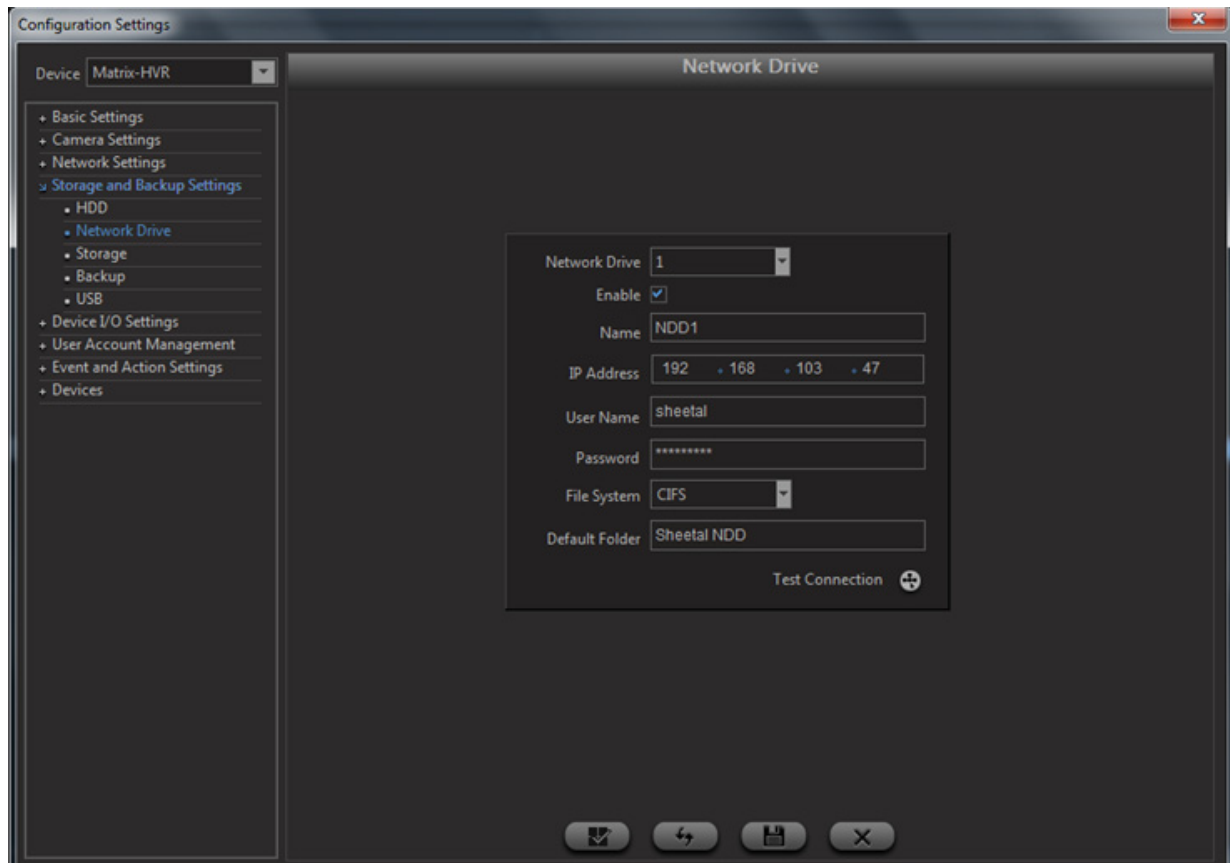 Configuration Settings
Device Matrix-HVR
Network Drive
+ Basic Settings
+ Camera Settings
+ Network Settings
Storage and Backup Settings
▪ HDD
▪ Network Drive
▪ Storage
▪ Backup
▪ USB
+ Device I/O Settings
+ User Account Management
+ Event and Action Settings
+ Devices
Network Drive 1
Enable
Name NDD1
IP Address 192 . 168 . 103 . 47
User Name sheetal
Password *********
File System CIFS
Default Folder Sheetal NDD
Test Connection